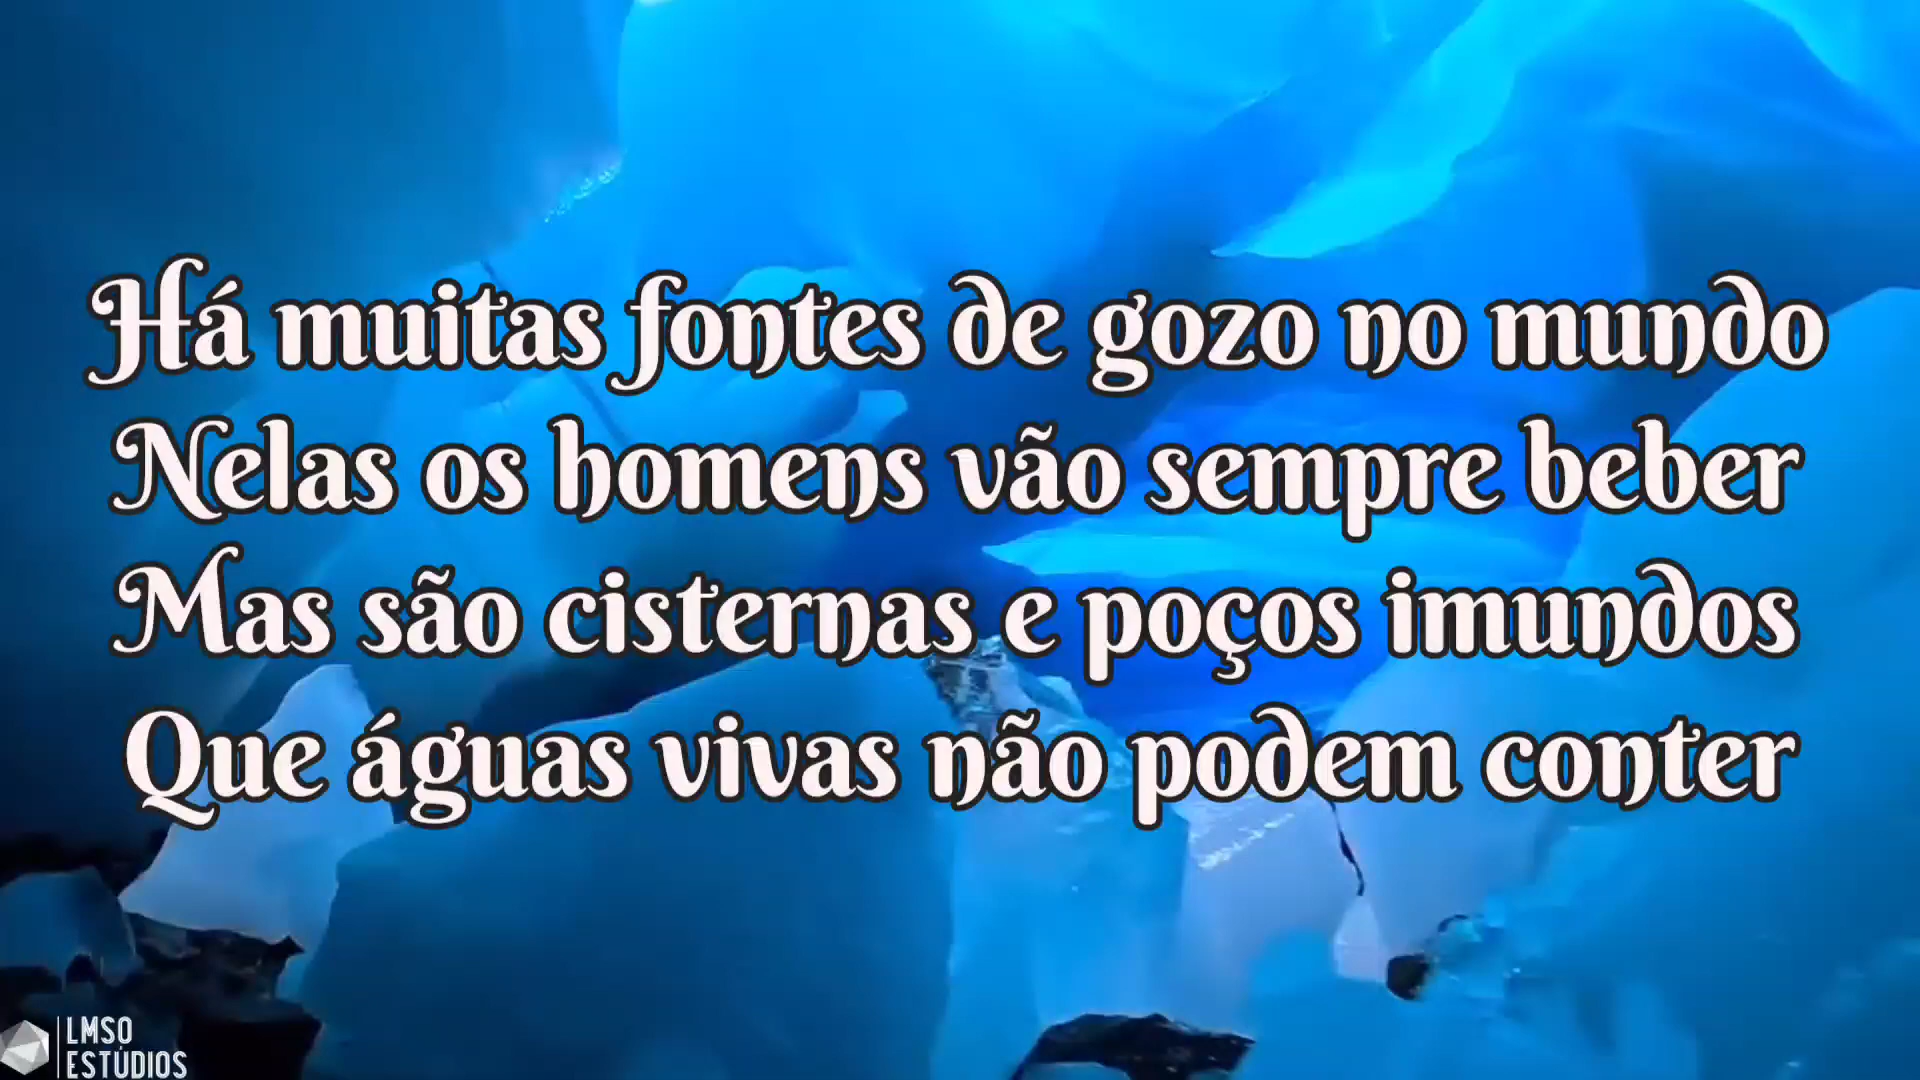 Há muitas fontes de gozo no mundo
Nelas os homens vão sempre beber
Mas são cisternas e poços imundos
Que águas vivas não podem conter
LMSO
ESTÚDIOS